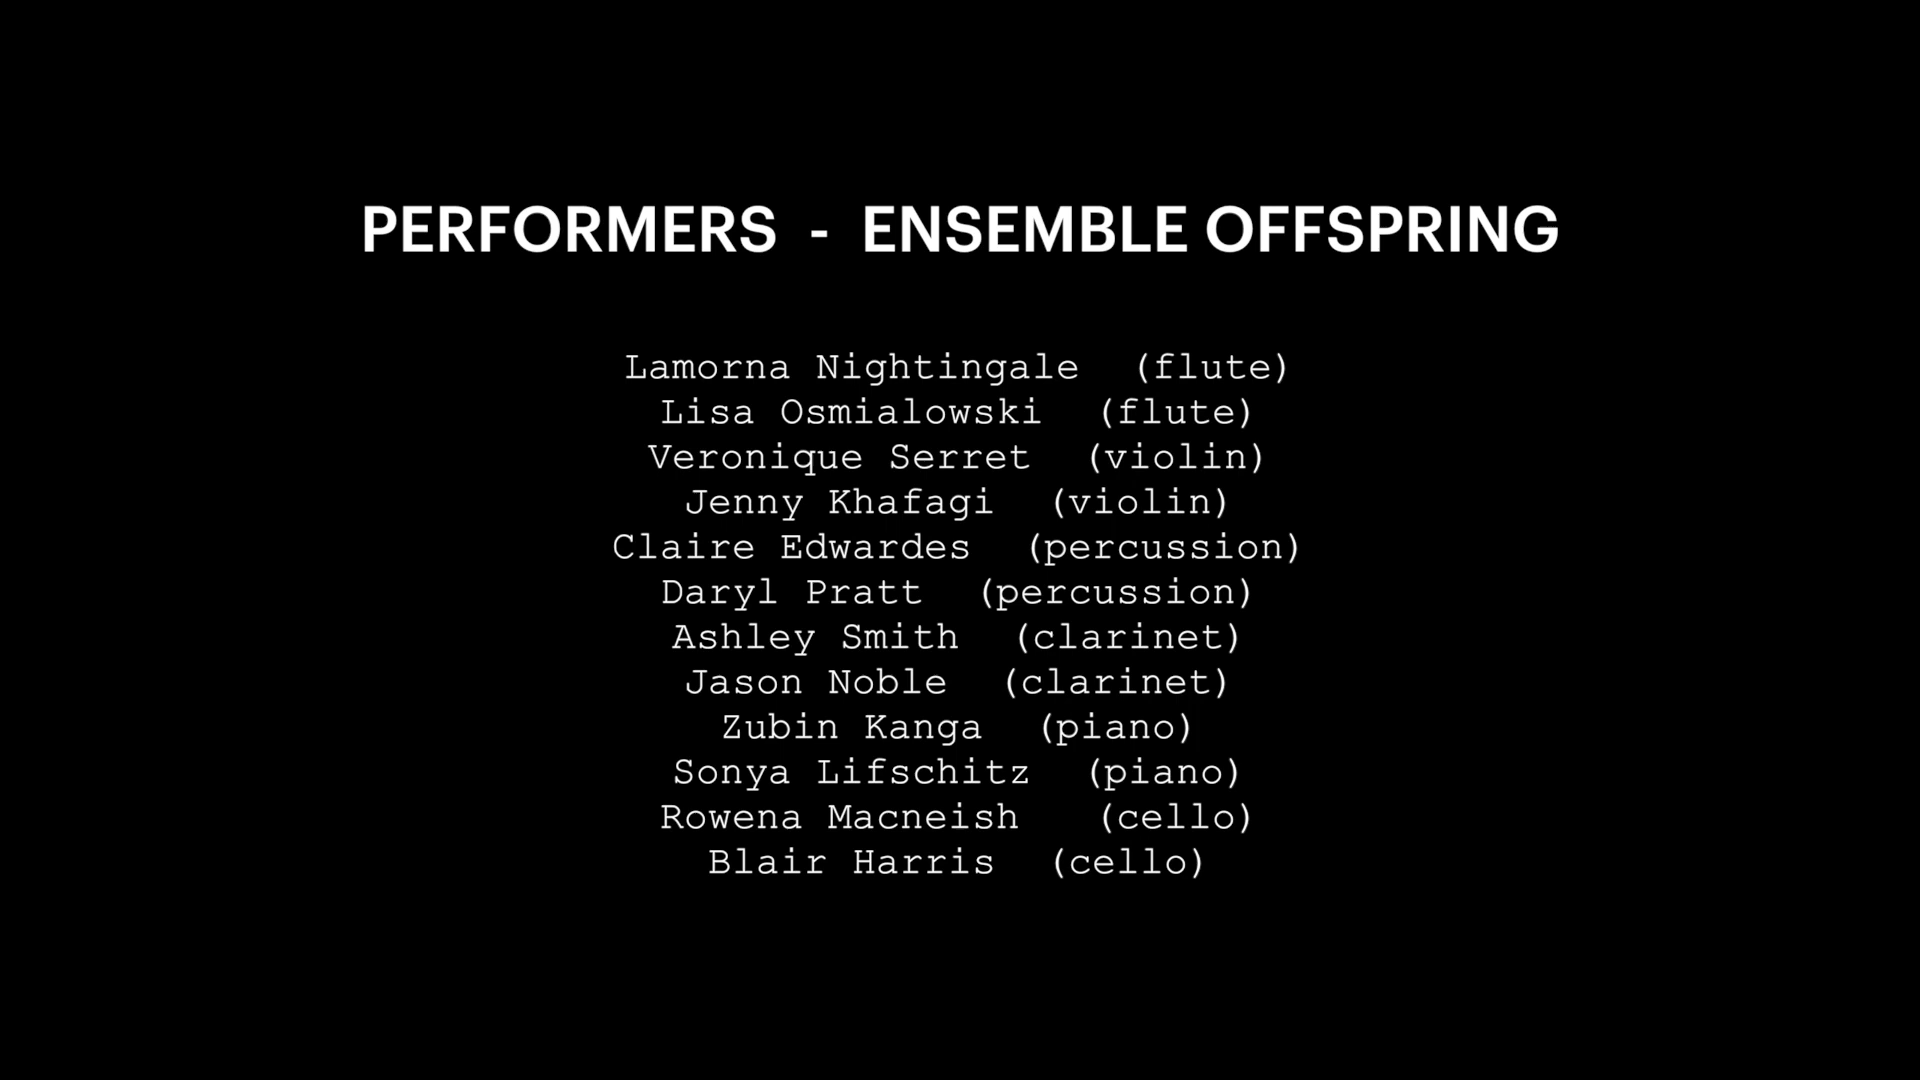 PERFORMERS - ENSEMBLE OFFSPRING
Lamorna Nightingale (flute)
Lisa Osmialowski (flute)
Veronique Serret (violin)
Jenny Khafagi (violin)
Claire Edwardes (percussion)
Daryl Pratt (percussion)
Ashley Smith (clarinet)
Jason Noble (clarinet)
Zubin Kanga (piano)
Sonya Lifschitz (piano)
Rowena Macneish (cello)
Blair Harris (cello)